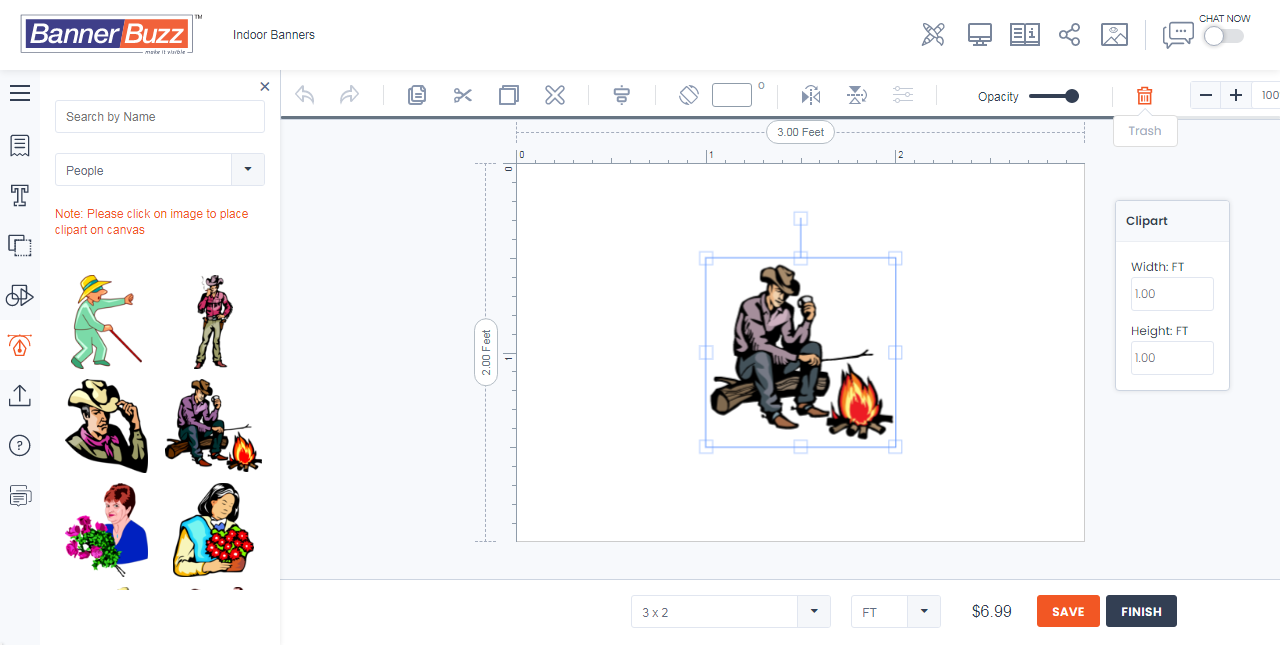 BannerBuzz
TM
make it visible
Indoor Banners
CHAT NOW
Search by Name
People
Note: Please click on image to place
clipart on canvas
Opacity
100
Trash
3.00 Feet
0
1
2
0
1
2.00 Feet
Clipart
Width: FT
1.00
Height: FT
1.00
3 x 2
FT
$6.99
SAVE
FINISH